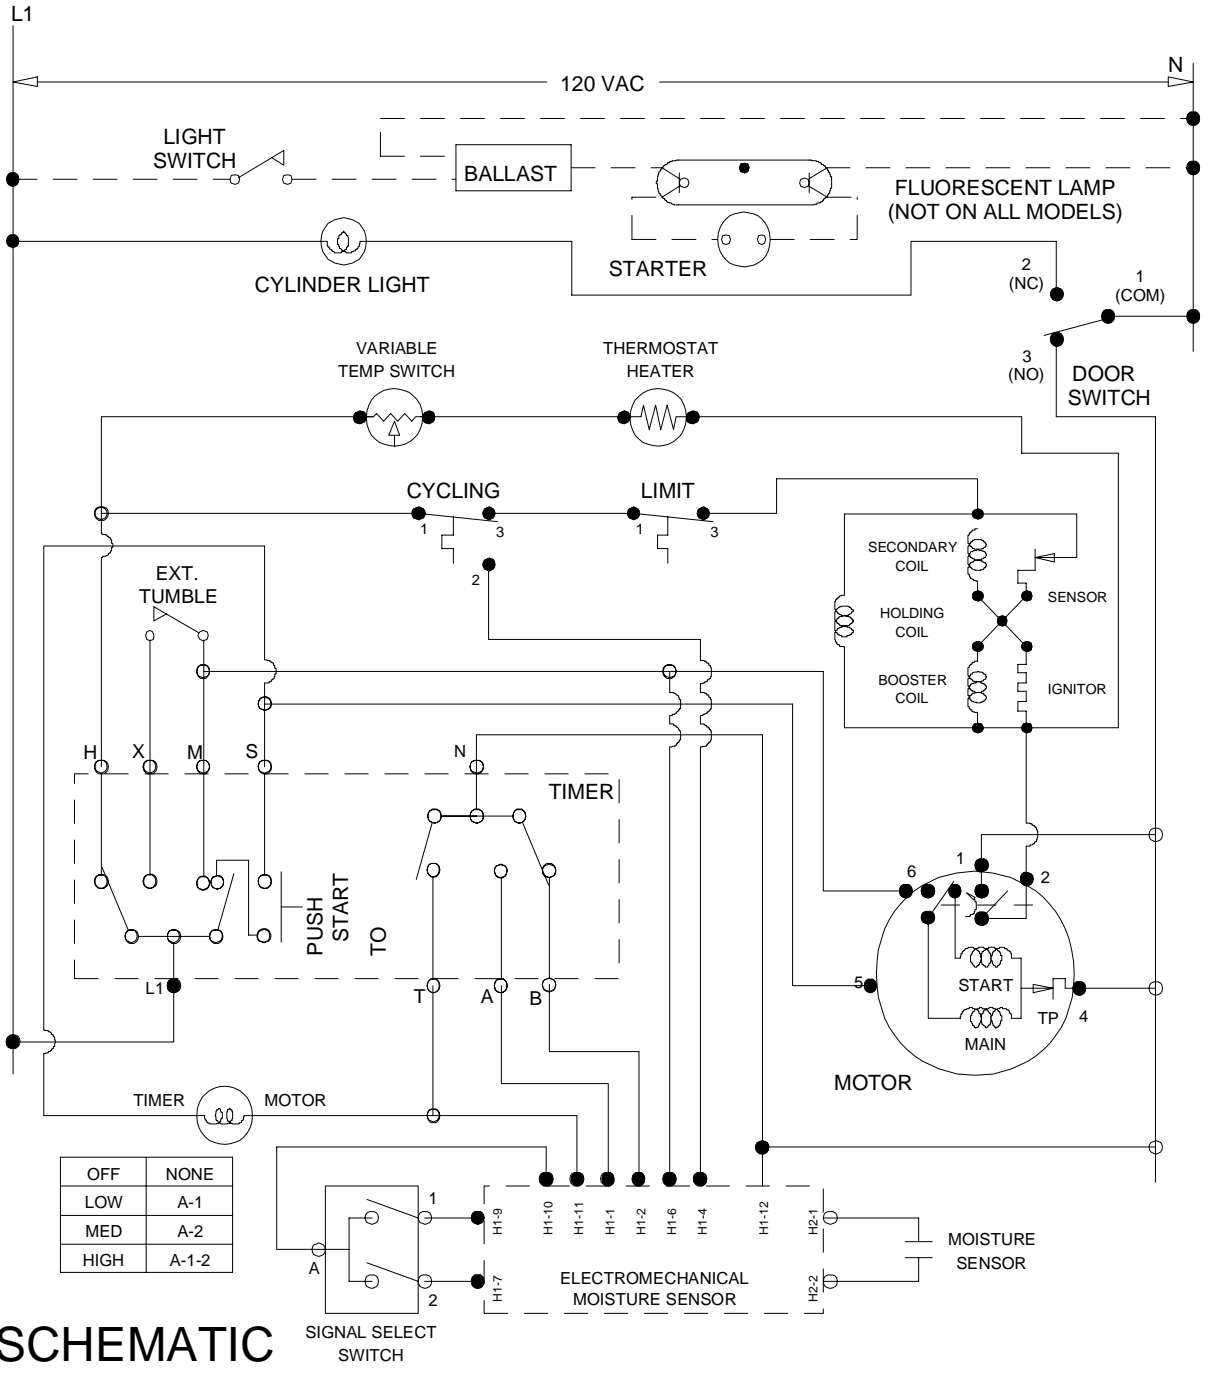 L1
N
120 VAC
LIGHT
SWITCH
BALLAST
FLUORESCENT LAMP
(NOT ON ALL MODELS)
STARTER
CYLINDER LIGHT
2
(NC)
1
(COM)
3
(NO)
DOOR
SWITCH
VARIABLE
TEMP SWITCH
THERMOSTAT
HEATER
CYCLING
LIMIT
1
3
2
1
3
SECONDARY
COIL
SENSOR
HOLDING
COIL
BOOSTER
COIL
IGNITOR
EXT.
TUMBLE
H
X
M
S
N
TIMER
PUSH
START
TO
L1
T
A
B
6
1
2
5
START
TP
4
MAIN
MOTOR
TIMER
MOTOR
OFF NONE
LOW A-1
MED A-2
HIGH A-1-2
1
A
2
SIGNAL SELECT
SWITCH
H1-9
H1-7
H1-10
H1-11
H1-1
H1-2
H1-6
H1-4
H1-12
H2-1
H2-2
ELECTROMECHANICAL
MOISTURE SENSOR
MOISTURE
SENSOR
SCHEMATIC